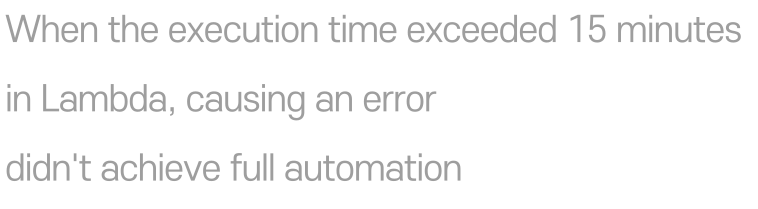 When the execution time exceeded 15 minutes
in Lambda, causing an error
didn't achieve full automation